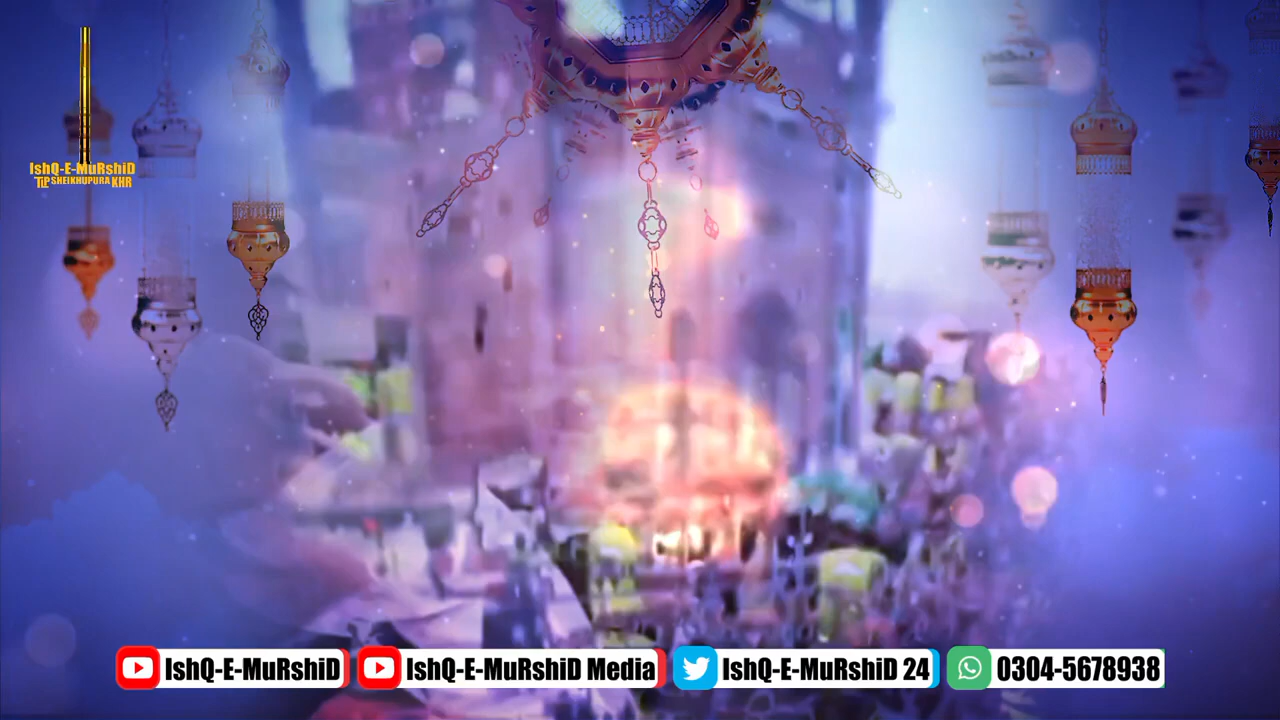 IshQ-E-MuRshiD
TLP SHEIKHUPURA KHR
IshQ-E-MuRshiD
IshQ-E-MuRshiD Media
IshQ-E-MuRshiD 24
0304-5678938